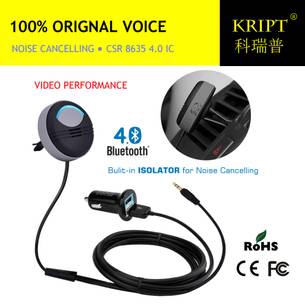 100% ORIGNAL VOICE
NOISE CANCELLING ● CSR 8635 4.0 IC
KRIPT
科瑞普
VIDEO PERFORMANCE
4.0 Bluetooth®
Bulit-in ISOLATOR for Noise Cancelling
RoHS
FC CE